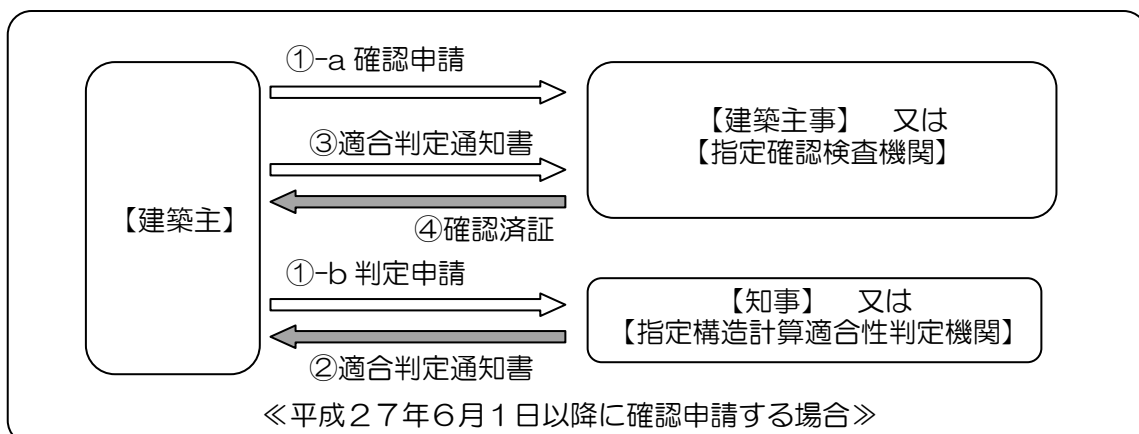 ①-a 確認申請
【建築主事】　又は
【指定確認検査機関】
③適合判定通知書
【建築主】
④確認済証
①-b 判定申請
【知事】　又は
【指定構造計算適合性判定機関】
②適合判定通知書
≪平成２７年６月１日以降に確認申請する場合≫